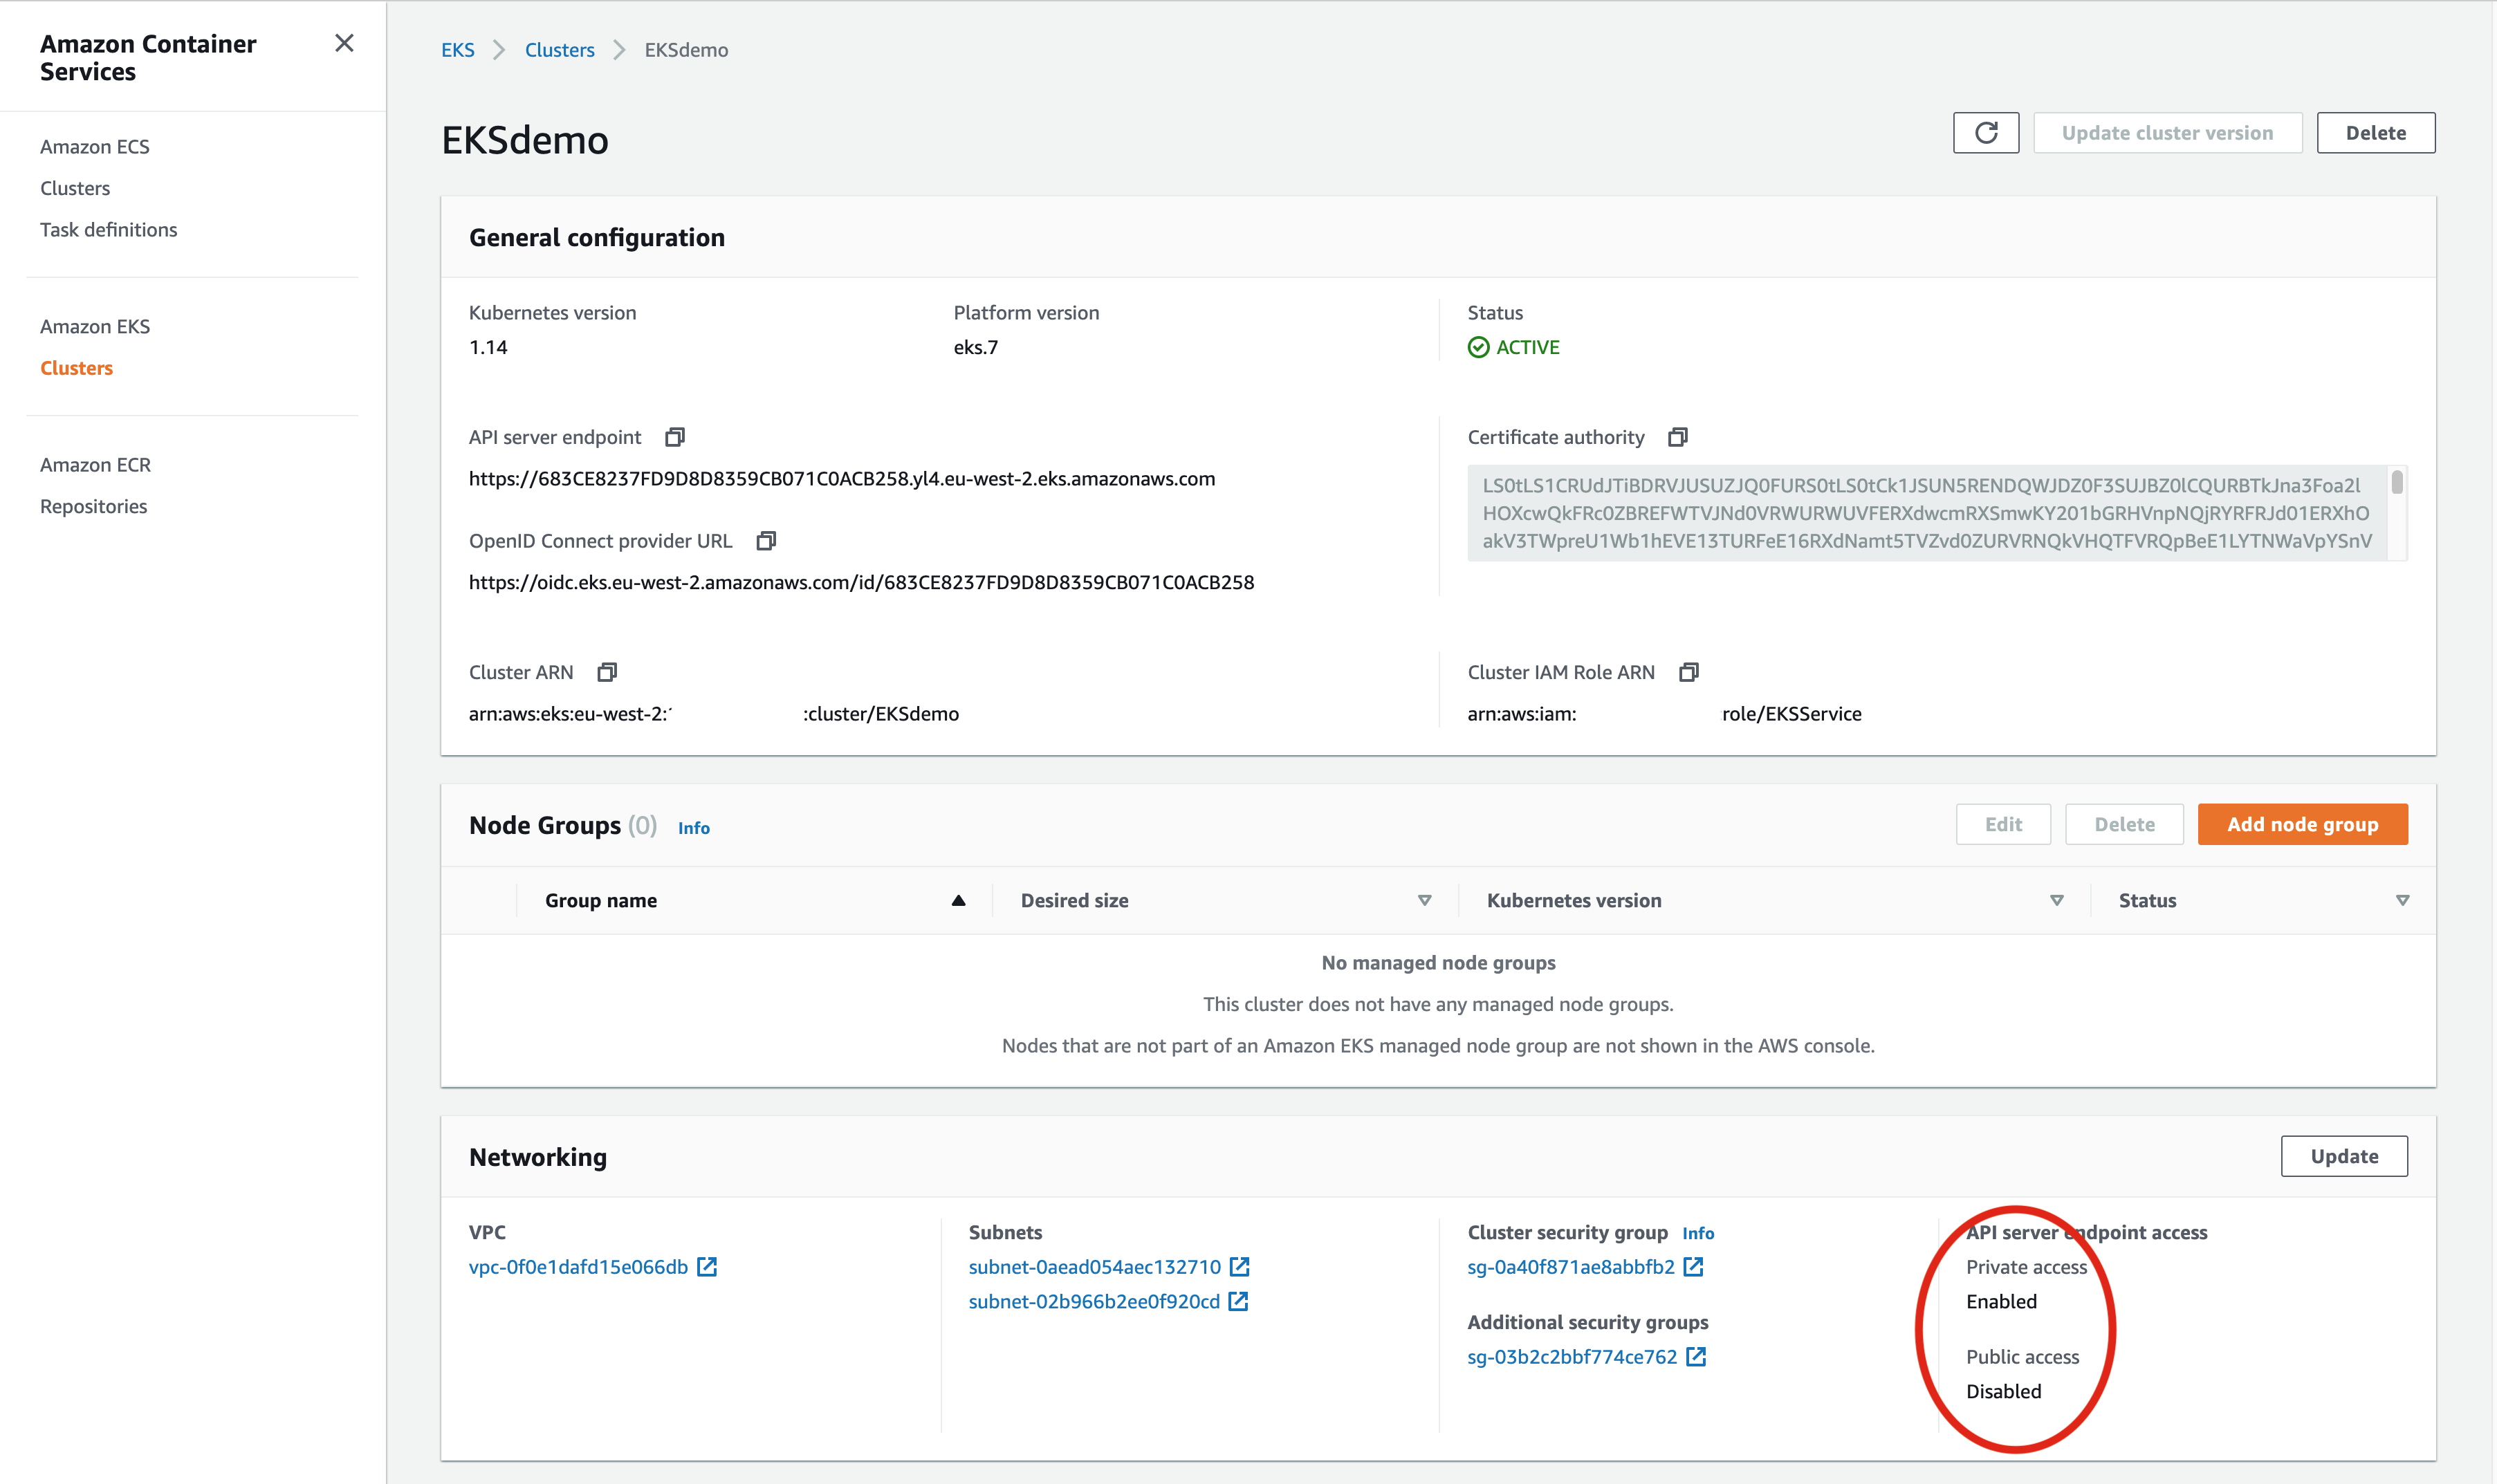 Amazon Container
Services
Amazon ECS
Clusters
Task definitions
Amazon EKS
Clusters
Amazon ECR
Repositories
EKS
Clusters
EKSdemo
EKSdemo
Update cluster version
Delete
General configuration
Kubernetes version
1.14
Platform version
eks.7
Status
ACTIVE
API server endpoint
https://683CE8237FD9D8D8359CB071C0ACB258.yl4.eu-west-2.eks.amazonaws.com
OpenID Connect provider URL
https://oidc.eks.eu-west-2.amazonaws.com/id/683CE8237FD9D8D8359CB071C0ACB258
Certificate authority
LS0tLS1CRUdJTiBDRVJUSUZJQ0FURS0tLS0tCk1JSUN5RENDQWJDZ0F3SUJBZ0lCQURBTkJna3Foa2l
HOXcwQkFRc0ZBREFWTVJNd0VRWURWUVFERXdwcmRXSmwKY201bGRHVnpNQjRYRFRJd01ERXhO
akV3TWpreU1Wb1hEVE13TURFeE16RXdNamt5TVZvd0ZURVRNQkVHQTFVRQpBeE1LYTNWaVpYSnV
Cluster ARN
arn:aws:eks:eu-west-2: :cluster/EKSdemo
Cluster IAM Role ARN
arn:aws:iam: role/EKSService
Node Groups (0) Info
Edit
Delete
Add node group
Group name
Desired size
Kubernetes version
Status
No managed node groups
This cluster does not have any managed node groups.
Nodes that are not part of an Amazon EKS managed node group are not shown in the AWS console.
Networking
Update
VPC
vpc-0f0e1dafd15e066db
Subnets
subnet-0aead054aec132710
subnet-02b966b2ee0f920cd
Cluster security group Info
sg-0a40f871ae8abbfb2
Additional security groups
sg-03b2c2bbf774ce762
API server endpoint access
Private access
Enabled
Public access
Disabled